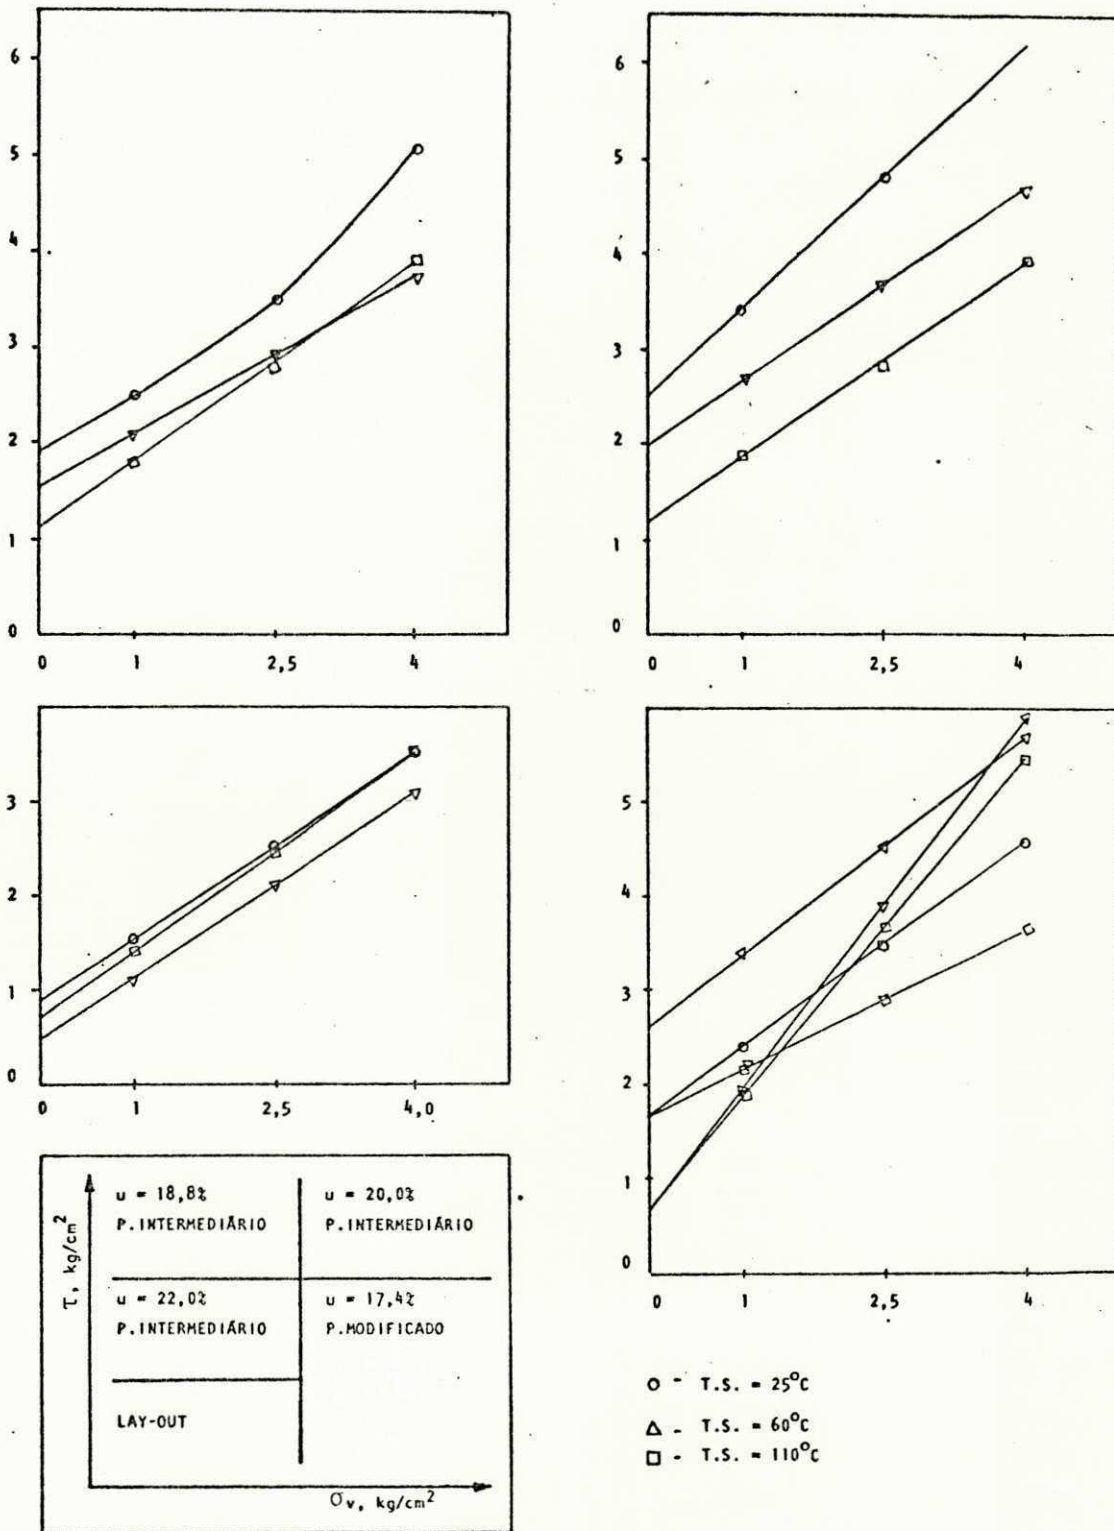 6
5
4
3
2
1
0
0 1 2,5 4
6
5
4
3
2
1
0
0 1 2,5 4
3
2
1
0
0 1 2,5 4,0
5
4
3
2
1
0
0 1 2,5 4
τ, kg/cm²
u = 18,8%
P.INTERMEDIÁRIO
u = 20,0%
P.INTERMEDIÁRIO
u = 22,0%
P.INTERMEDIÁRIO
u = 17,4%
P.MODIFICADO
LAY-OUT
σv, kg/cm²
O - T.S. = 25°C
Δ - T.S. = 60°C
□ - T.S. = 110°C